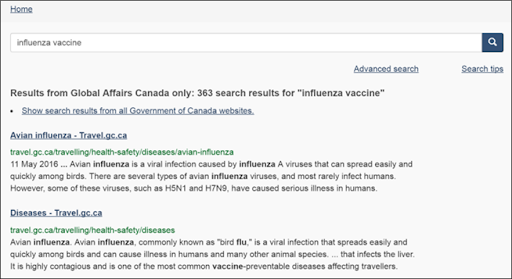 Home
influenza vaccine
Advanced search Search tips
Results from Global Affairs Canada only: 363 search results for "influenza vaccine"
• Show search results from all Government of Canada websites.
Avian influenza - Travel.gc.ca
travel.gc.ca/travelling/health-safety/diseases/avian-influenza
11 May 2016 ... Avian influenza is a viral infection caused by influenza A viruses that can spread easily and
quickly among birds. There are several types of avian influenza viruses, and most rarely infect humans.
However, some of these viruses, such as H5N1 and H7N9, have caused serious illness in humans.
Diseases - Travel.gc.ca
travel.gc.ca/travelling/health-safety/diseases
Avian influenza. Avian influenza, commonly known as "bird flu," is a viral infection that spreads easily and
quickly among birds and can cause illness in humans and many other animal species. ... that infects the liver.
It is highly contagious and is one of the most common vaccine-preventable diseases affecting travellers.